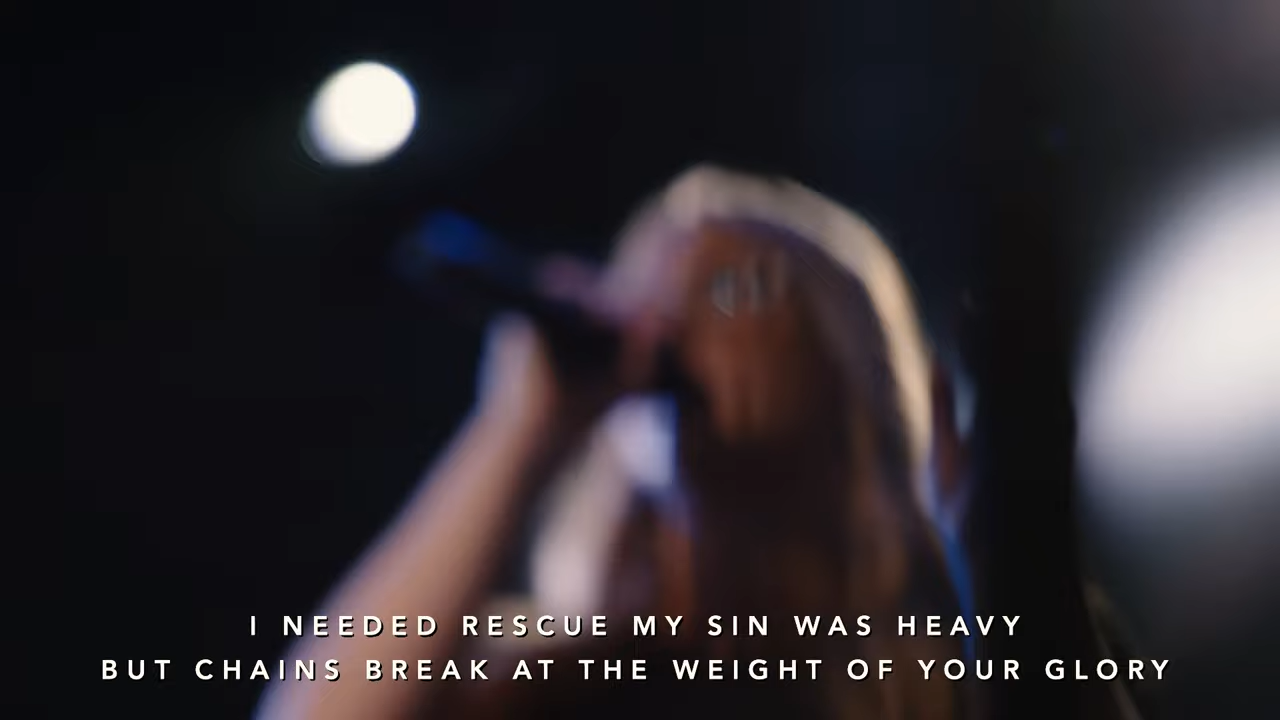 I NEEDED RESCUE MY SIN WAS HEAVY
BUT CHAINS BREAK AT THE WEIGHT OF YOUR GLORY